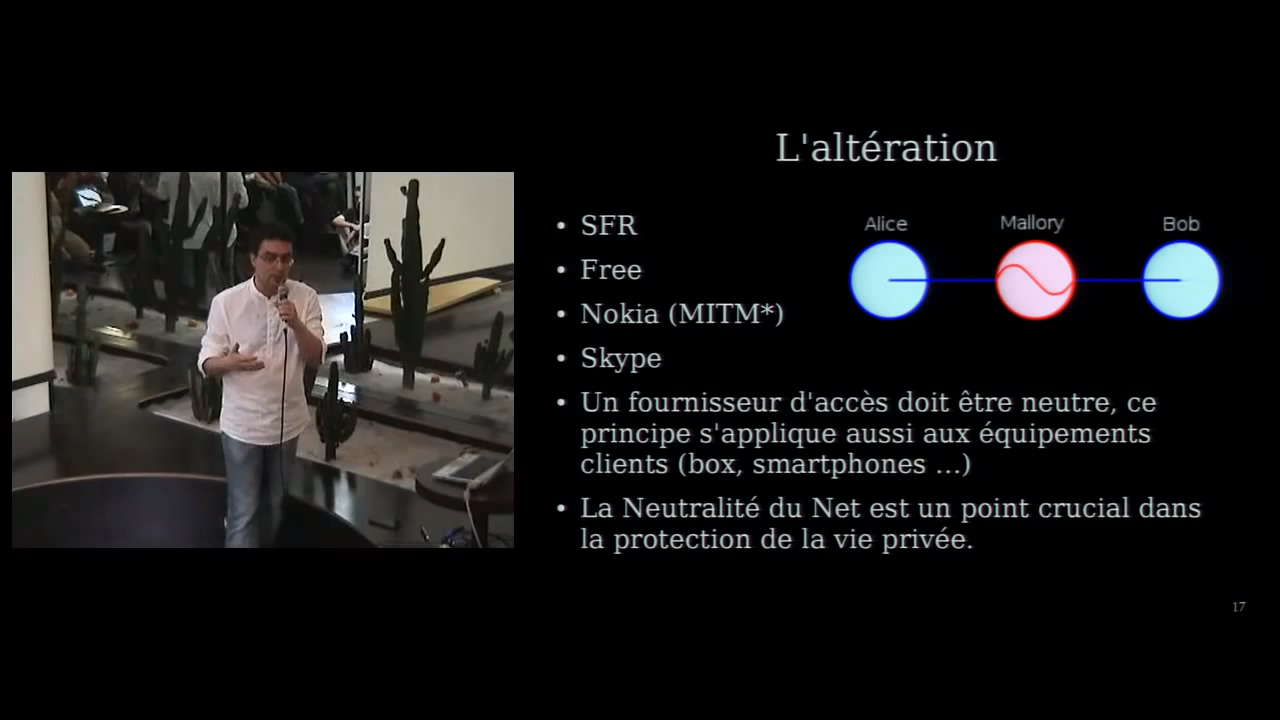 L'altération
Alice
Mallory
Bob
• SFR
• Free
• Nokia (MITM*)
• Skype
• Un fournisseur d'accès doit être neutre, ce
principe s'applique aussi aux équipements
clients (box, smartphones ...)
• La Neutralité du Net est un point crucial dans
la protection de la vie privée.
17